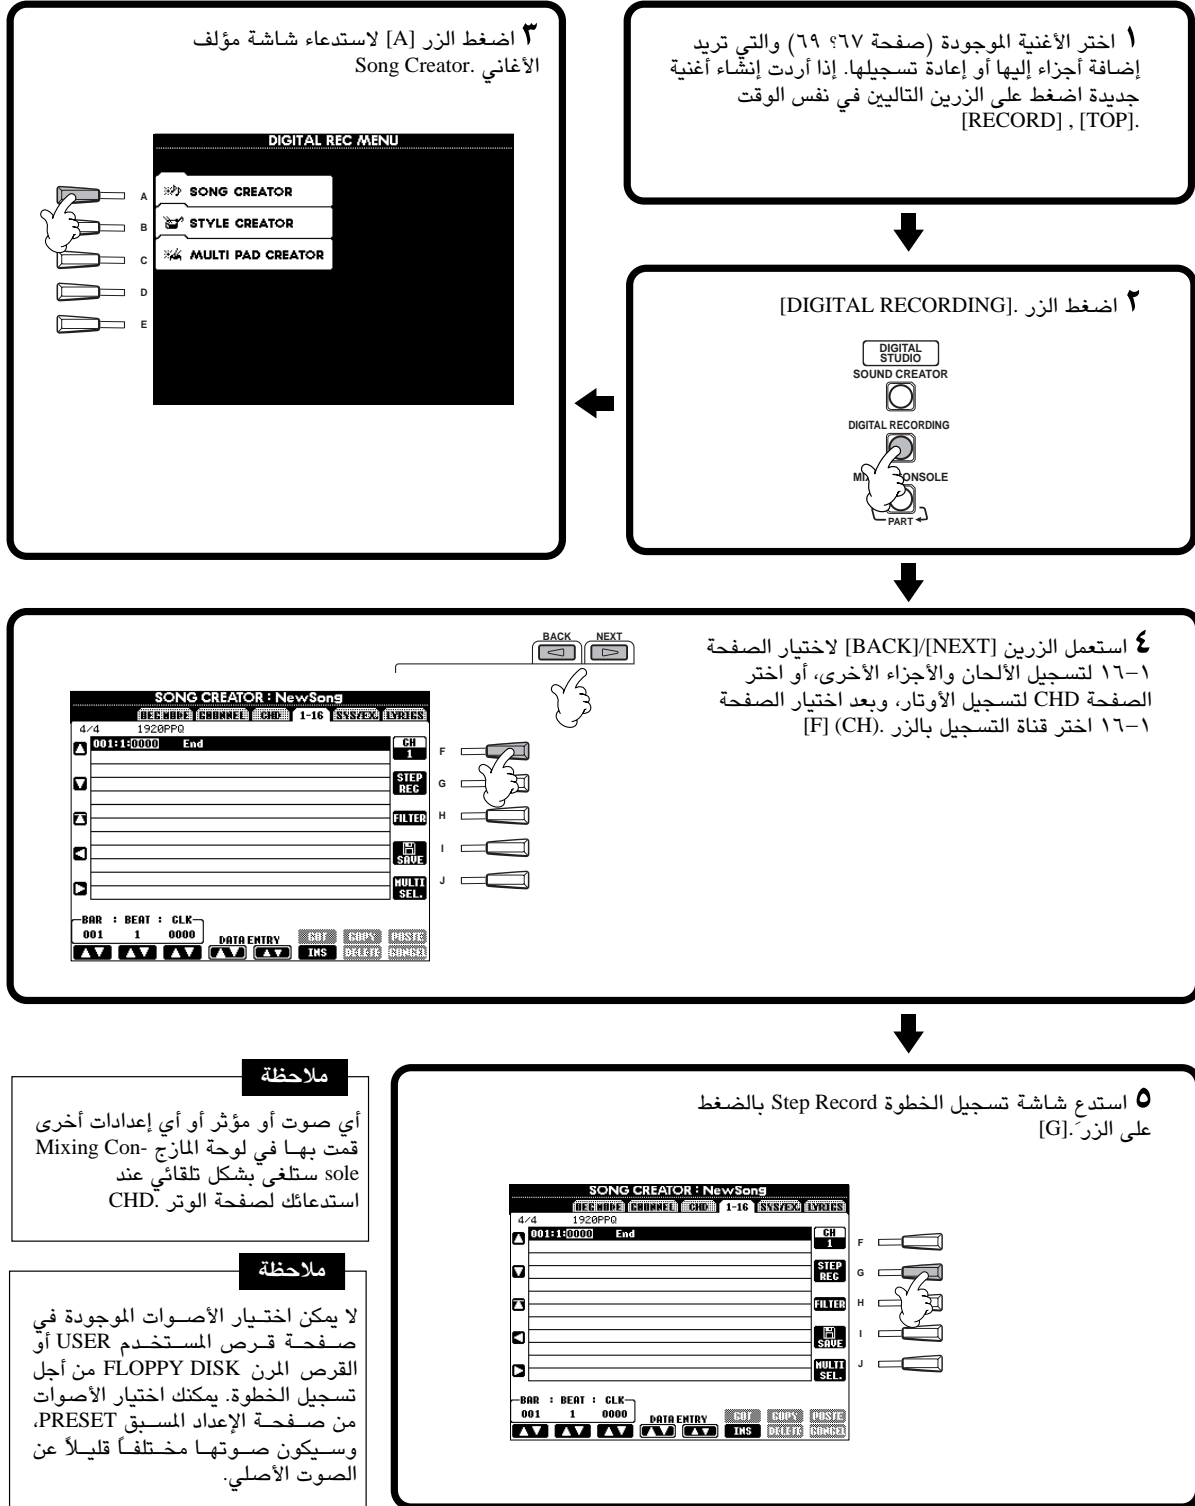 ١ اختر الأغنية الموجودة (صفحة ٦٧؟ ٦٩) والتي تريد
إضافة أجزاء إليها أو إعادة تسجيلها. إذا أردت إنشاء أغنية
جديدة اضغط على الزرين التاليين في نفس الوقت
[RECORD] , [TOP].
٢ اضغط الزر .[DIGITAL RECORDING]
DIGITAL
STUDIO
SOUND CREATOR
DIGITAL RECORDING
PART
٣ اضغط الزر [A] لاستدعاء شاشة مؤلف
الأغاني .Song Creator
DIGITAL REC MENU
A SONG CREATOR
B STYLE CREATOR
C MULTI PAD CREATOR
D
E
٤ استعمل الزرين [BACK]/[NEXT] لاختيار الصفحة
١-١٦ لتسجيل الألحان والأجزاء الأخرى، أو اختر
الصفحة CHD لتسجيل الأوتار، وبعد اختيار الصفحة
١-١٦ اختر قناة التسجيل بالزر .[F] (CH)
BACK NEXT
SONG CREATOR : NewSong
REC MODE CHANNEL CHD 1-16 SYS/EX. LYRICS
4/4 1920PPQ
001:1:0000 End
CH
1
F
STEP
REC
G
FILTER
H
SAVE
I
MULTI
SEL.
J
BAR : BEAT : CLK
001 1 0000
DATA ENTRY
CUT COPY PASTE
INS DELETE CANCEL
٥ استدعِ شاشة تسجيل الخطوة Step Record بالضغط
على الزر .[G]
SONG CREATOR : NewSong
REC MODE CHANNEL CHD 1-16 SYS/EX. LYRICS
4/4 1920PPQ
001:1:0000 End
CH
1
F
STEP
REC
G
FILTER
H
SAVE
I
MULTI
SEL.
J
BAR : BEAT : CLK
001 1 0000
DATA ENTRY
CUT COPY PASTE
INS DELETE CANCEL
ملاحظة
أي صوت أو مؤثر أو أي إعدادات أخرى
قمت بهـا في لوحة المازج Mixing Con-
sole ستلغى بشكل تلقائي عند
استدعائك لصفحة الوتر .CHD
ملاحظة
لا يمكن اختـيار الأصـوات الموجودة في
صـفحـة قـرص المسـتخـدم USER أو
القرص المرن FLOPPY DISK من أجل
تسجيل الخطوة. يمكنك اختيار الأصوات
من صـفحـة الإعداد المسـبق PRESET،
وسـيكون صـوتهـا مخـتلفـاً قليـلاً عن
الصوت الأصلي.